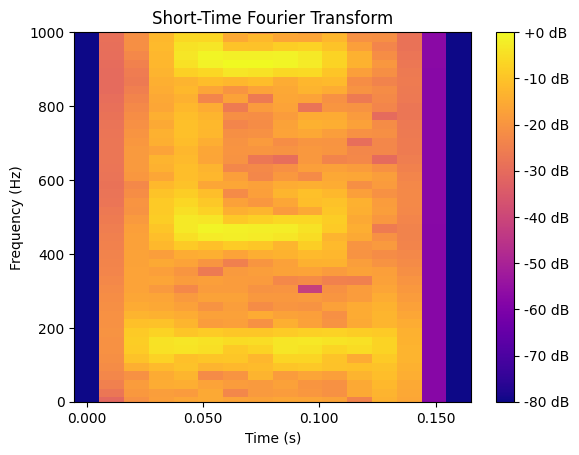 Short-Time Fourier Transform
1000
800
600
400
200
0
Frequency (Hz)
0.000
0.050
0.100
0.150
Time (s)
+0 dB
-10 dB
-20 dB
-30 dB
-40 dB
-50 dB
-60 dB
-70 dB
-80 dB